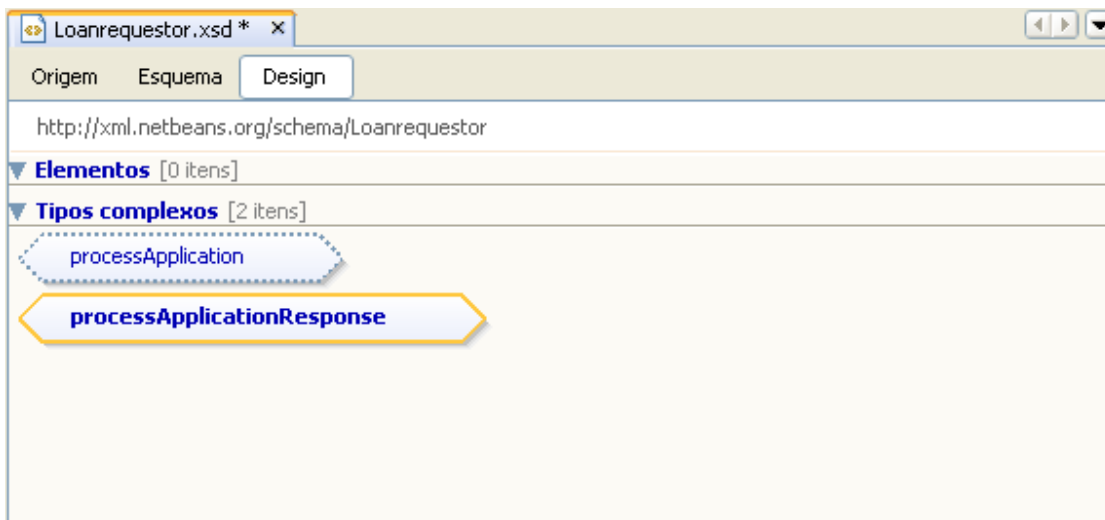 Loanrequestor.xsd *
Origem Esquema Design
http://xml.netbeans.org/schema/Loanrequestor
Elementos [0 itens]
Tipos complexos [2 itens]
processApplication
processApplicationResponse